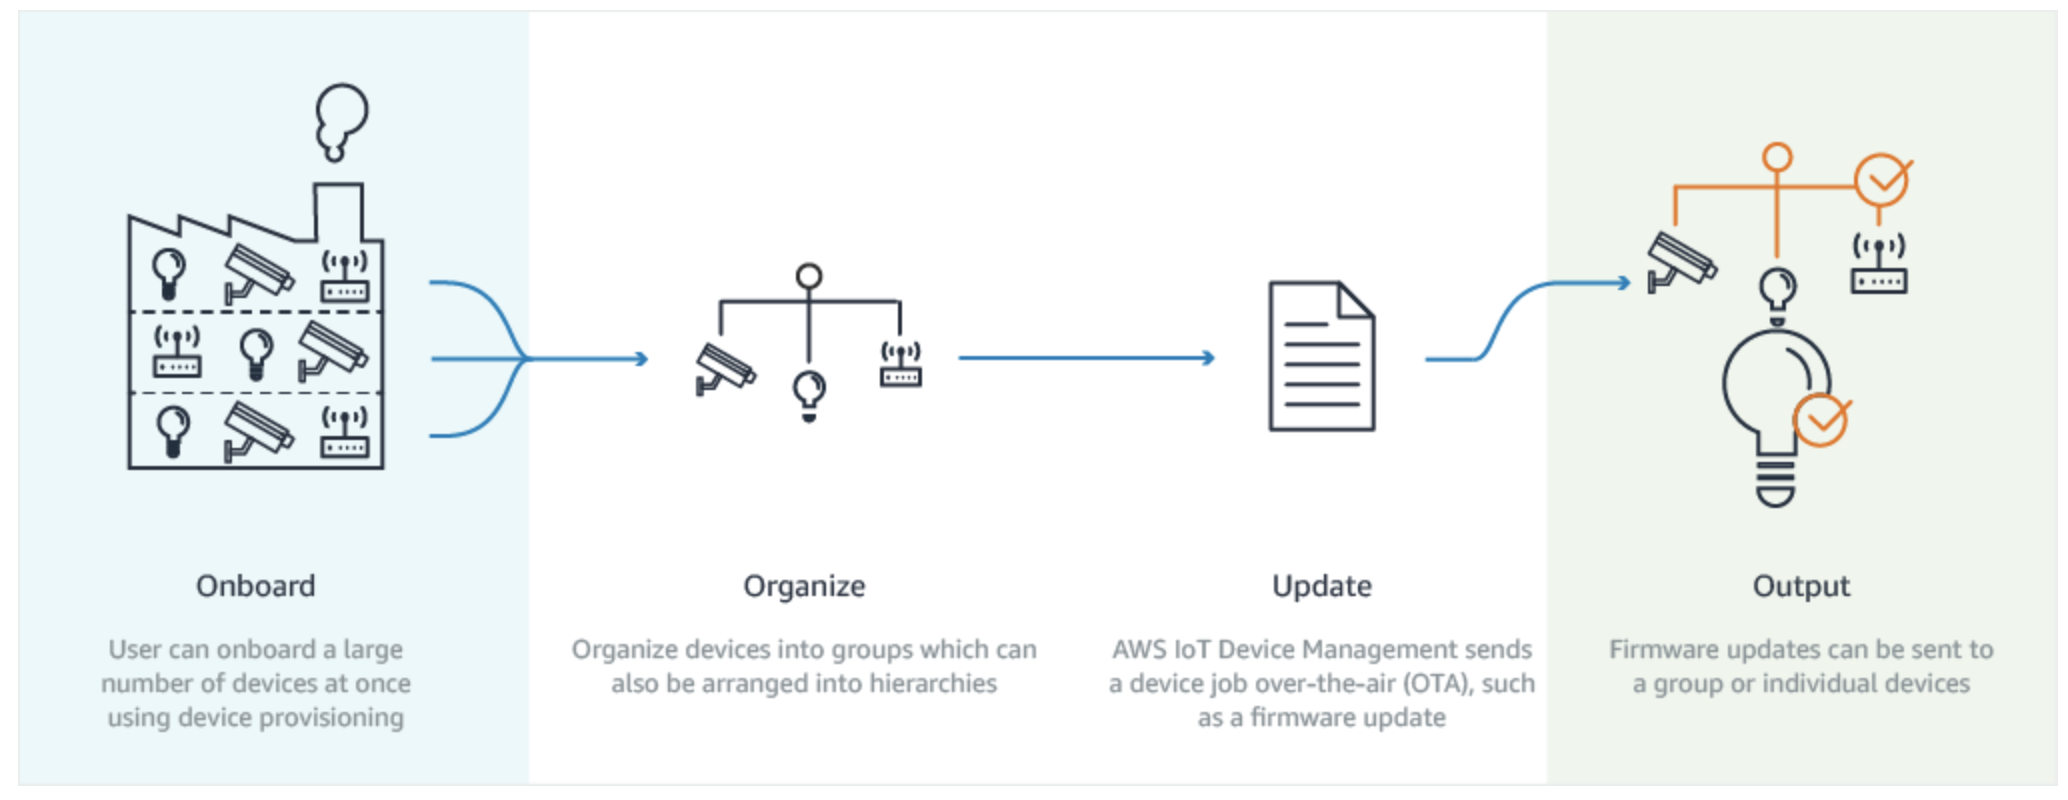 Onboard
User can onboard a large
number of devices at once
using device provisioning
Organize
Organize devices into groups which can
also be arranged into hierarchies
Update
AWS IoT Device Management sends
a device job over-the-air (OTA), such
as a firmware update
Output
Firmware updates can be sent to
a group or individual devices